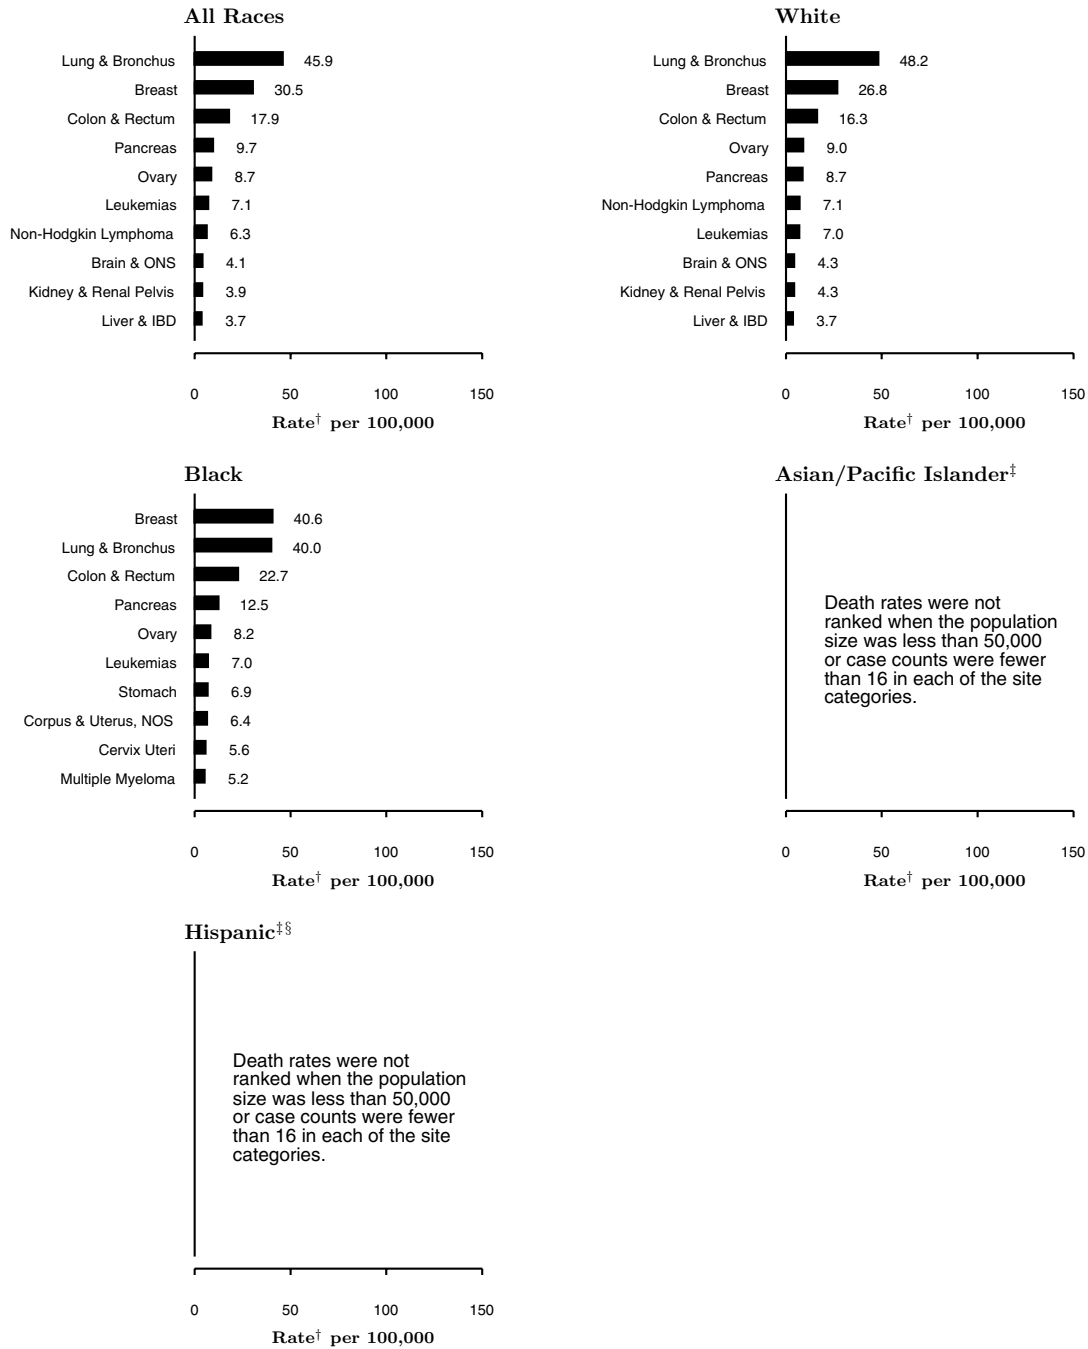 All Races
Lung & Bronchus 45.9
Breast 30.5
Colon & Rectum 17.9
Pancreas 9.7
Ovary 8.7
Leukemias 7.1
Non-Hodgkin Lymphoma 6.3
Brain & ONS 4.1
Kidney & Renal Pelvis 3.9
Liver & IBD 3.7
0 50 100 150
Rate† per 100,000
White
Lung & Bronchus 48.2
Breast 26.8
Colon & Rectum 16.3
Ovary 9.0
Pancreas 8.7
Non-Hodgkin Lymphoma 7.1
Leukemias 7.0
Brain & ONS 4.3
Kidney & Renal Pelvis 4.3
Liver & IBD 3.7
0 50 100 150
Rate† per 100,000
Black
Breast 40.6
Lung & Bronchus 40.0
Colon & Rectum 22.7
Pancreas 12.5
Ovary 8.2
Leukemias 7.0
Stomach 6.9
Corpus & Uterus, NOS 6.4
Cervix Uteri 5.6
Multiple Myeloma 5.2
0 50 100 150
Rate† per 100,000
Asian/Pacific Islander‡
Death rates were not
ranked when the population
size was less than 50,000
or case counts were fewer
than 16 in each of the site
categories.
0 50 100 150
Rate† per 100,000
Hispanic‡§
Death rates were not
ranked when the population
size was less than 50,000
or case counts were fewer
than 16 in each of the site
categories.
0 50 100 150
Rate† per 100,000